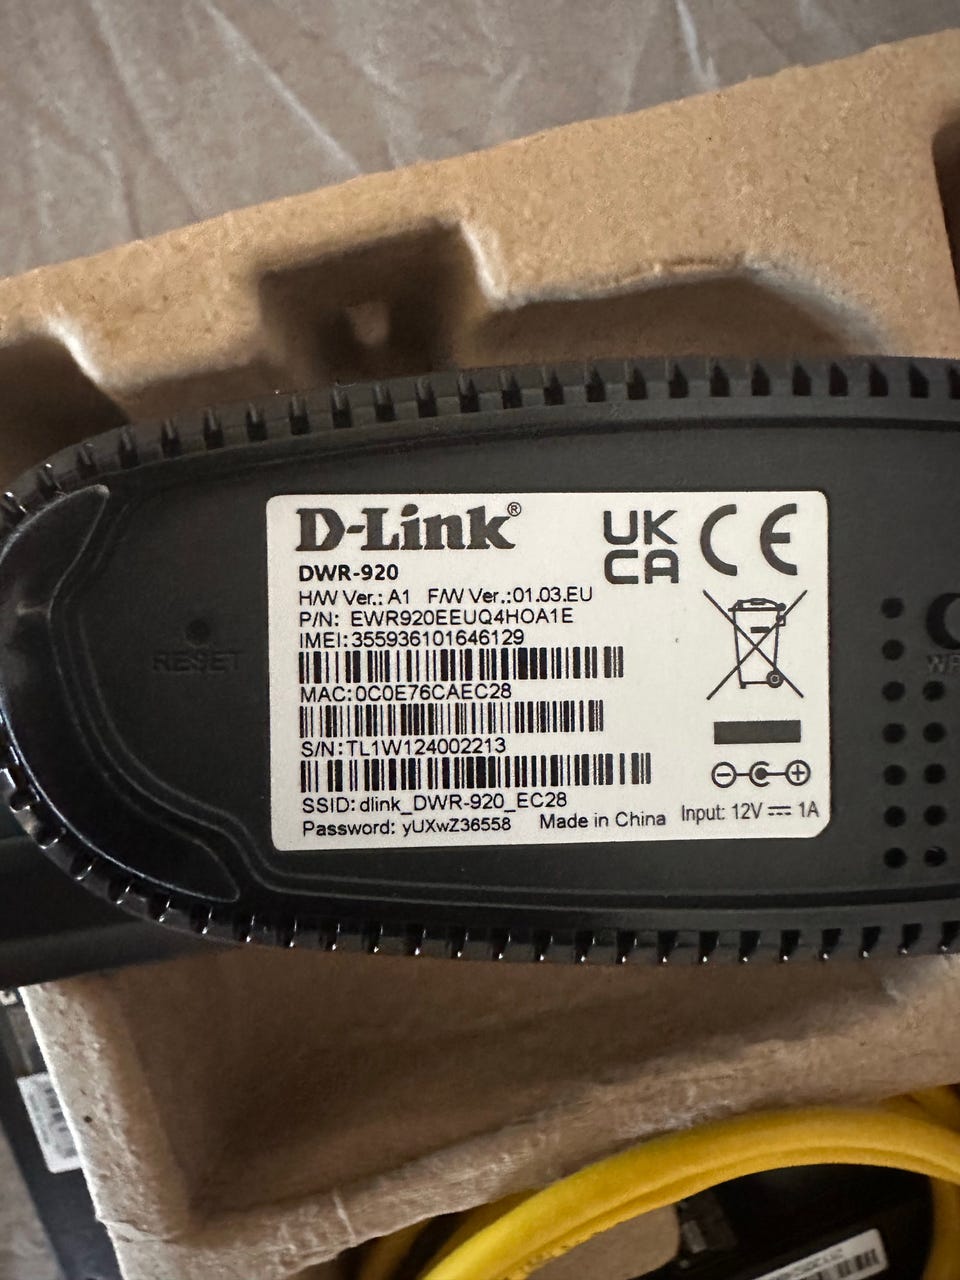 D-Link®
UK
CA
CE
DWR-920
H/W Ver.: A1 F/W Ver.:01.03.EU
P/N: EWR920EEUQ4HOA1E
IMEI:355936101646129
MAC:0C0E76CAEC28
S/N:TL1W124002213
SSID:dlink_DWR-920_EC28
Password: yUXwZ36558 Made in China Input: 12V 1A
RESET